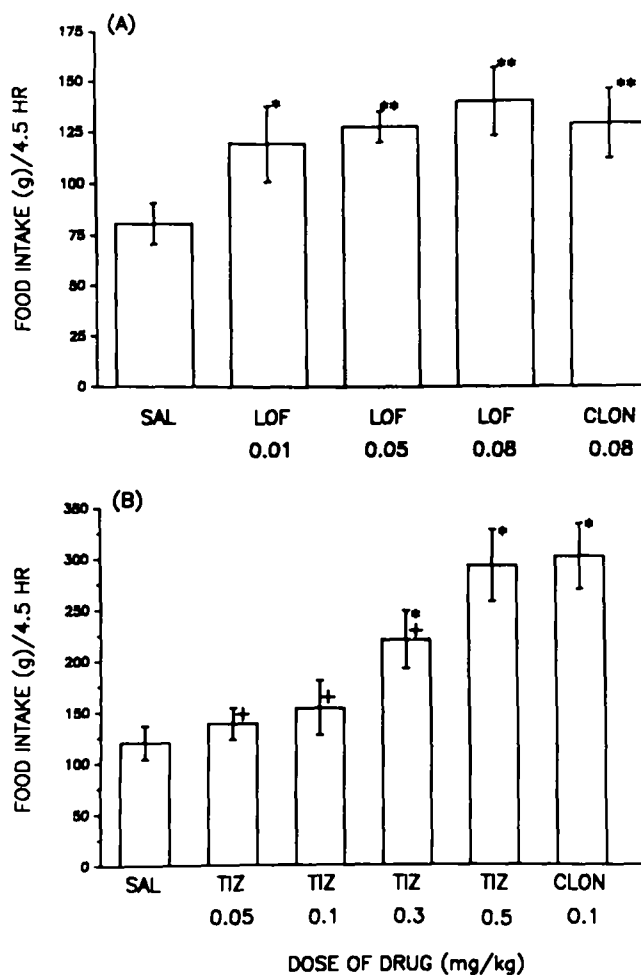 (A)
FOOD INTAKE (g)/4.5 HR
175
150
125
100
75
50
25
0
* ** ** **
SAL LOF LOF LOF CLON
0.01 0.05 0.08 0.08
(B)
FOOD INTAKE (g)/4.5 HR
350
300
250
200
150
100
50
0
+ + * + * *
SAL TIZ TIZ TIZ TIZ CLON
0.05 0.1 0.3 0.5 0.1
DOSE OF DRUG (mg/kg)